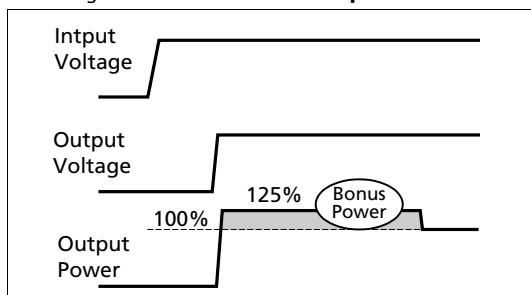 Intput
Voltage
Output
Voltage
125%
Bonus
Power
100%
Output
Power